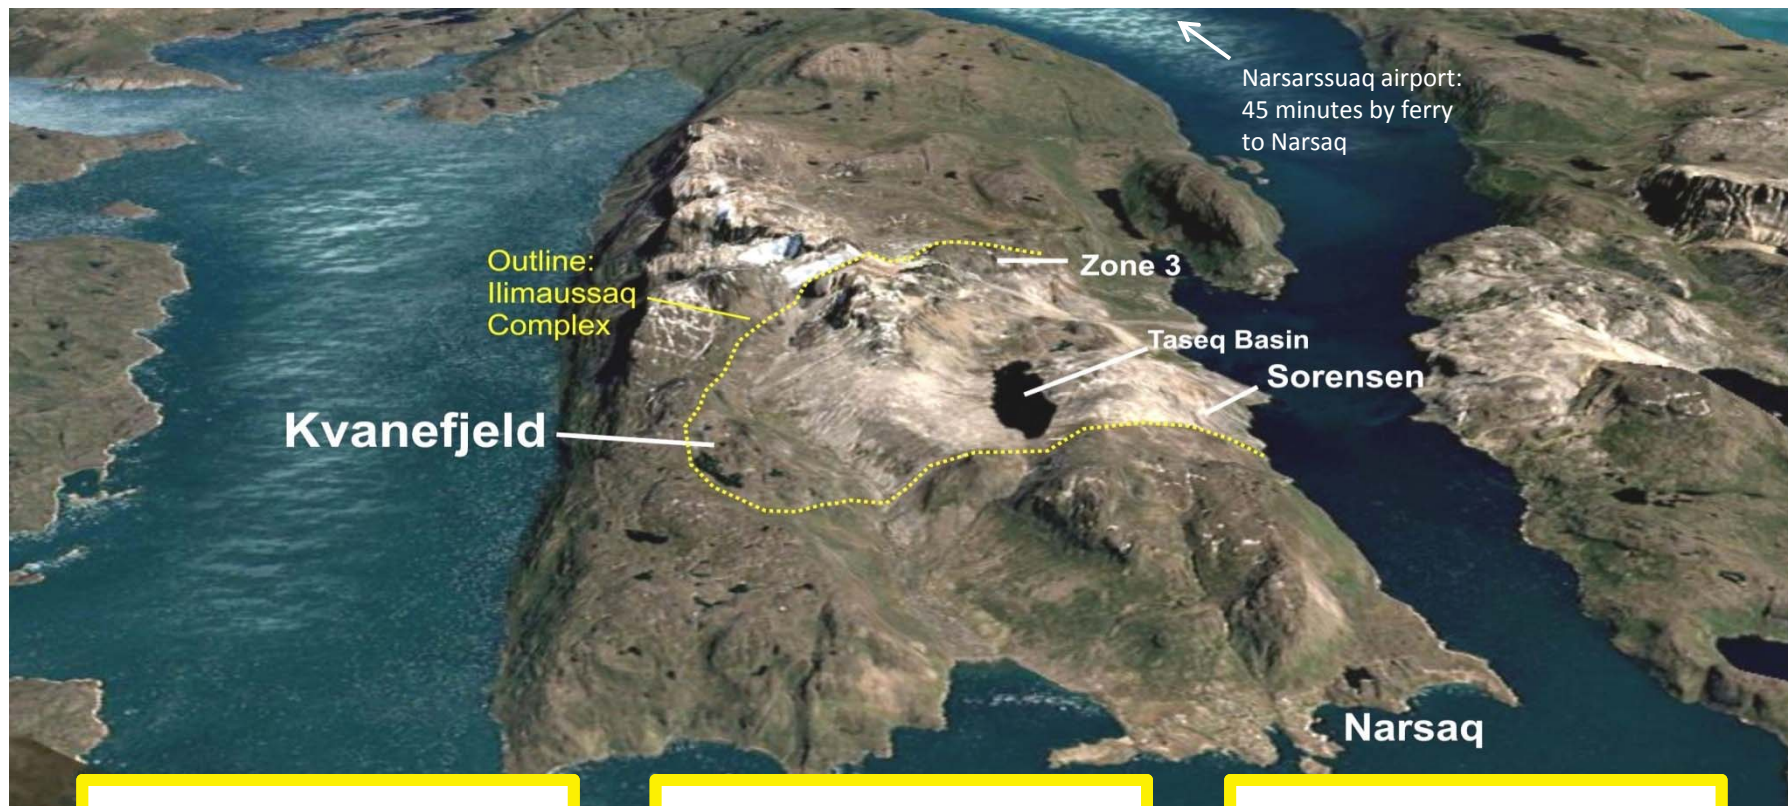 Narsarssuaq airport:
45 minutes by ferry
to Narsaq
Outline:
Ilimaussaq
Complex
Zone 3
Taseq Basin
Sorensen
Kvanefjeld
Narsaq